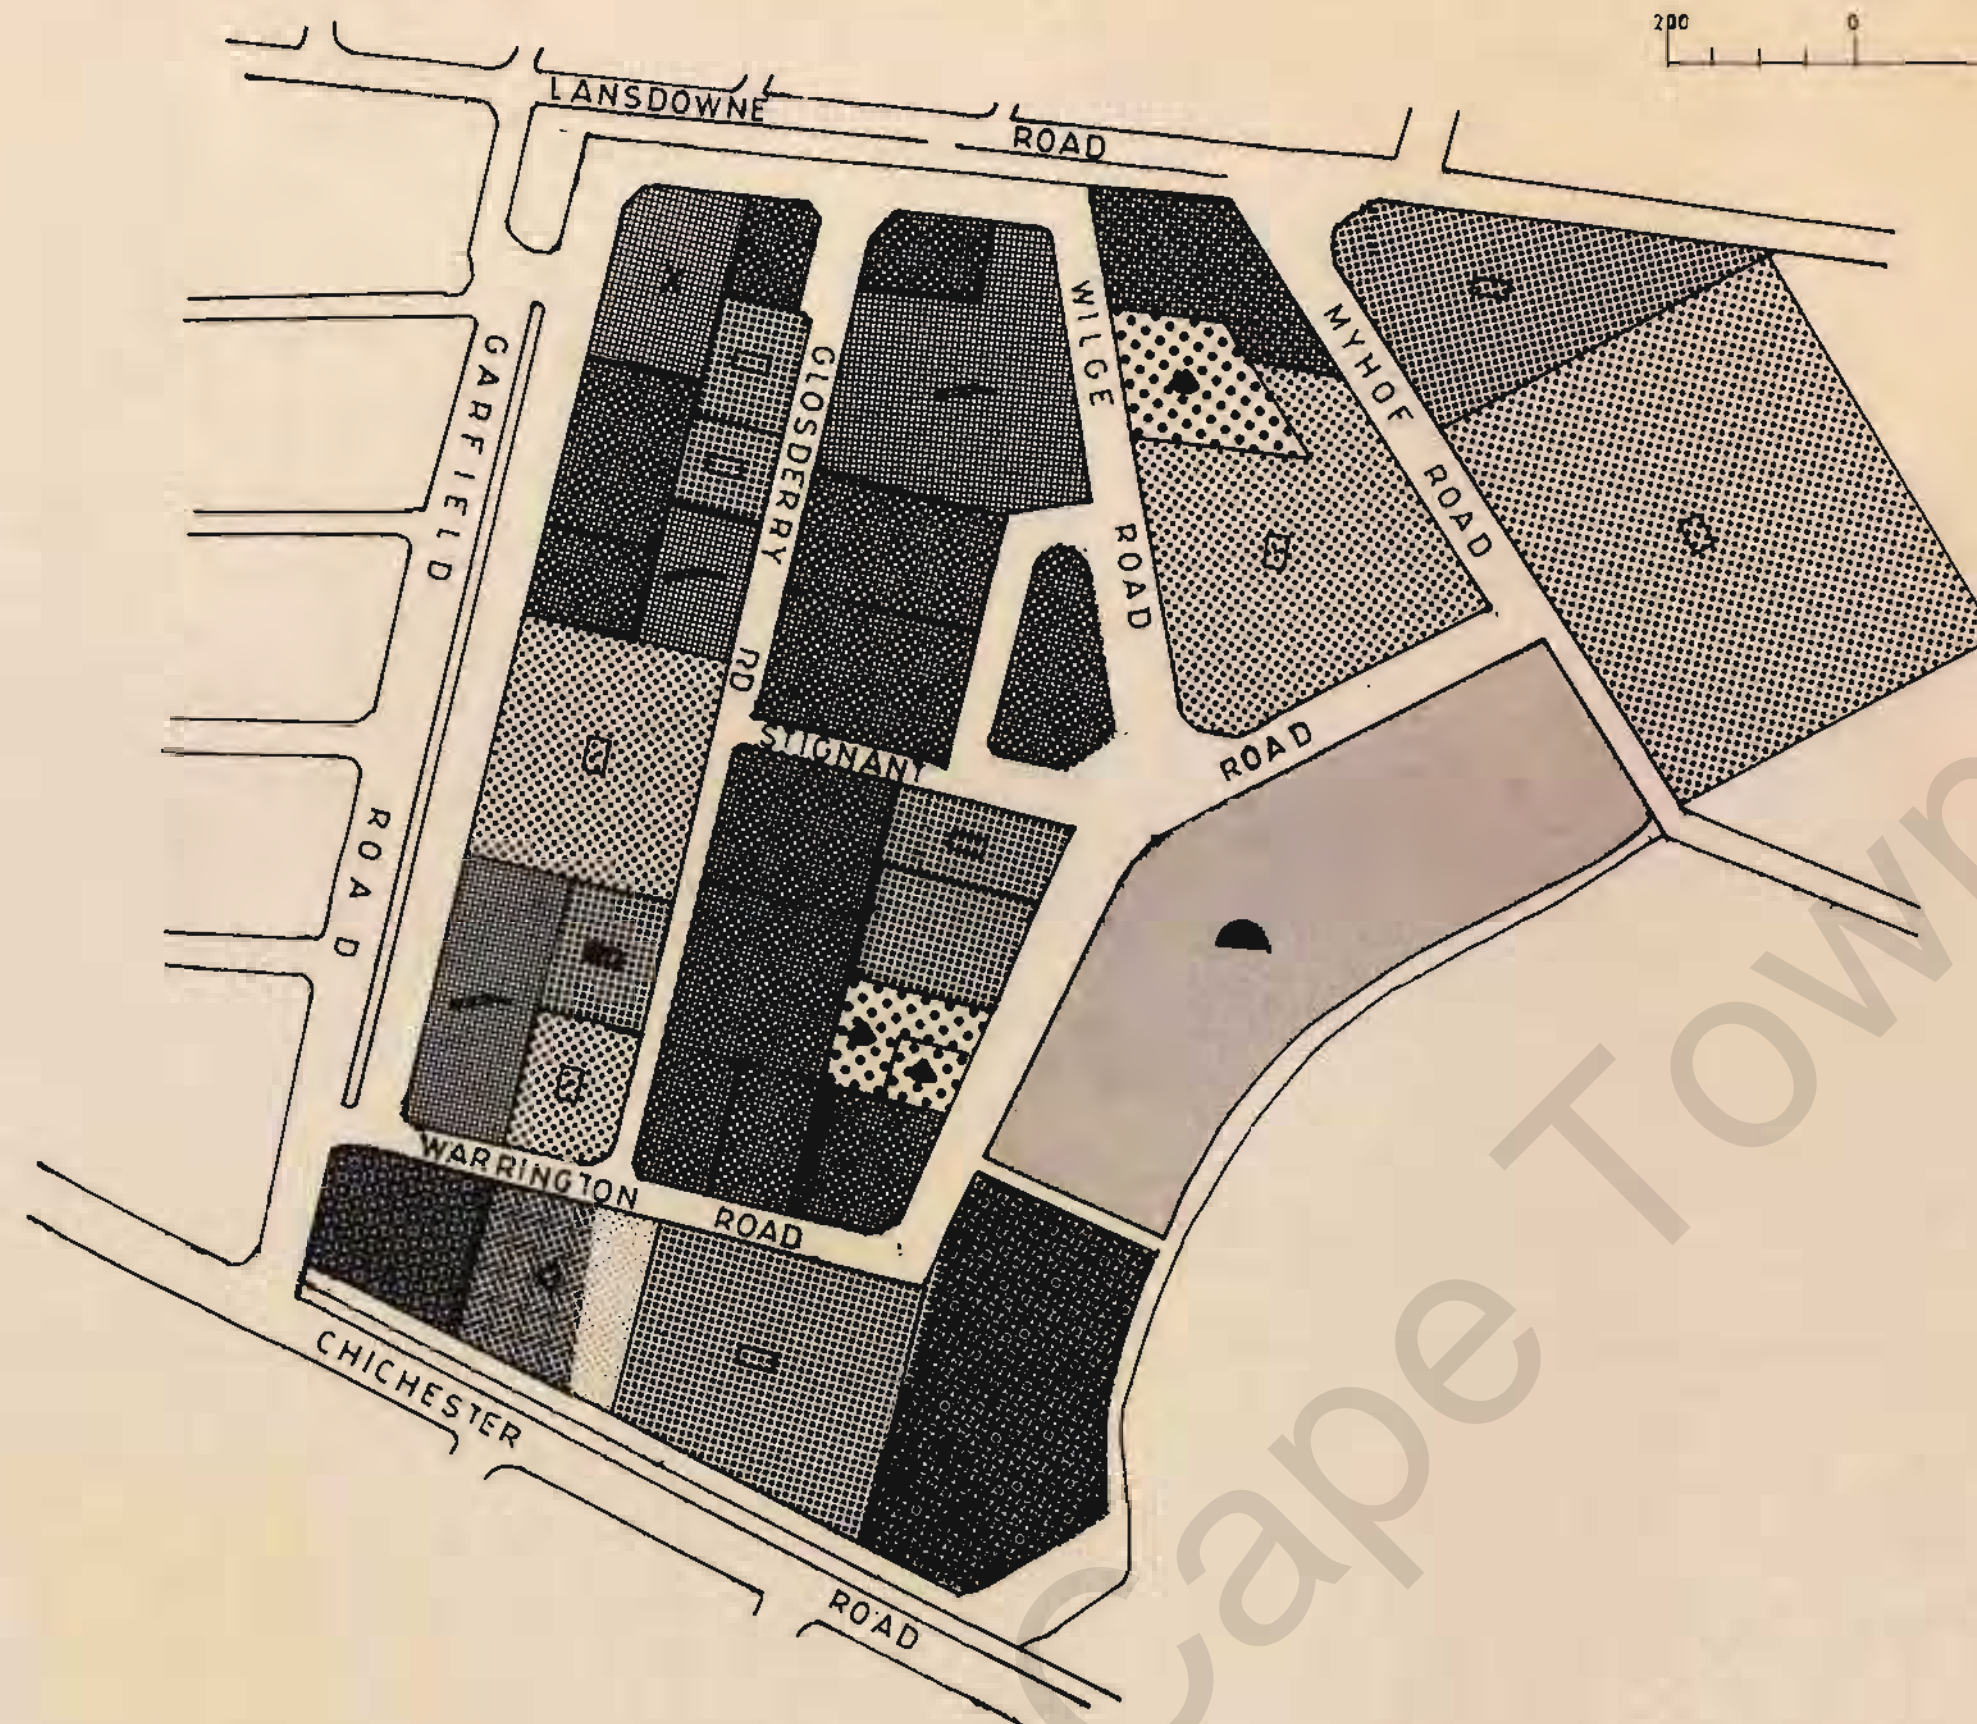 200 0
LANSDOWNE ROAD
GARFIELD ROAD
GLOSDERRY RD
WILGE ROAD
MYHOF ROAD
STIGNANT ROAD
WARRINGTON ROAD
CHICHESTER ROAD
Cape Town